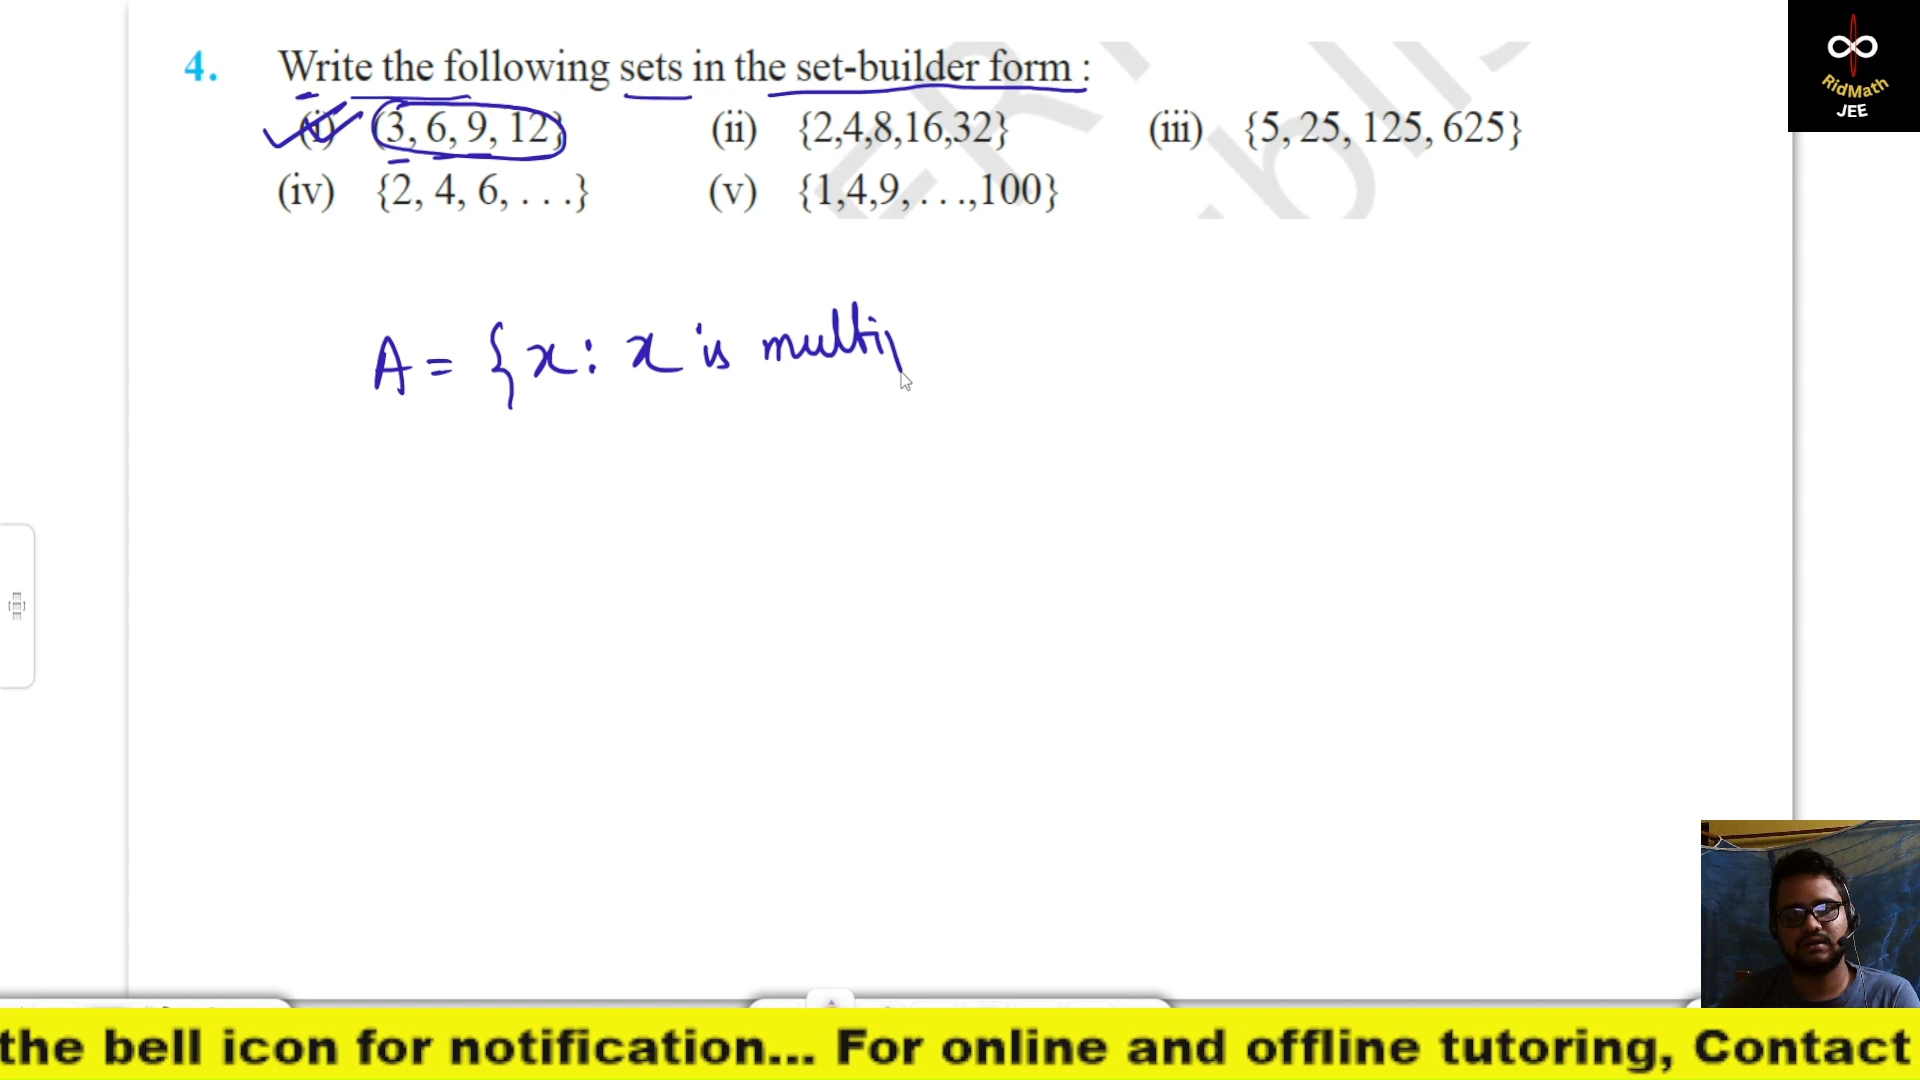 4. Write the following sets in the set-builder form :
(i) {3, 6, 9, 12} (ii) {2,4,8,16,32} (iii) {5, 25, 125, 625}
(iv) {2, 4, 6, . . .} (v) {1,4,9, . . .,100}
A = { x : x is multip
RidMath
JEE
the bell icon for notification... For online and offline tutoring, Contact